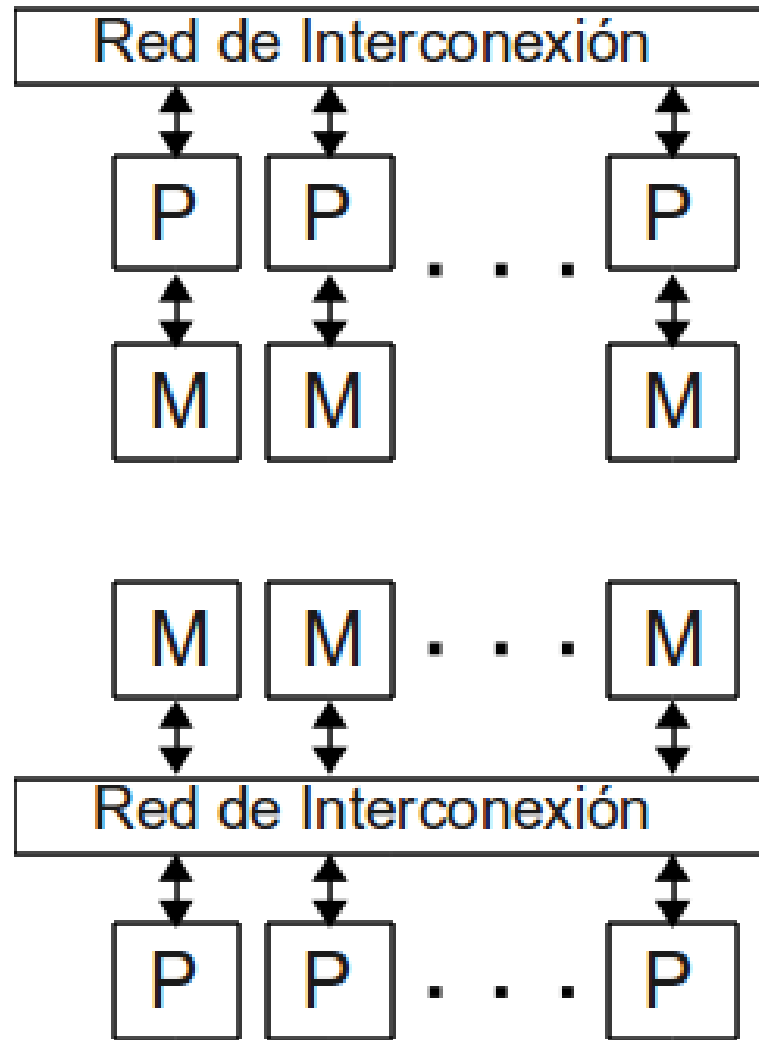 Red de Interconexión
P P . . . P
M M M
M M . . . M
Red de Interconexión
P P . . . P